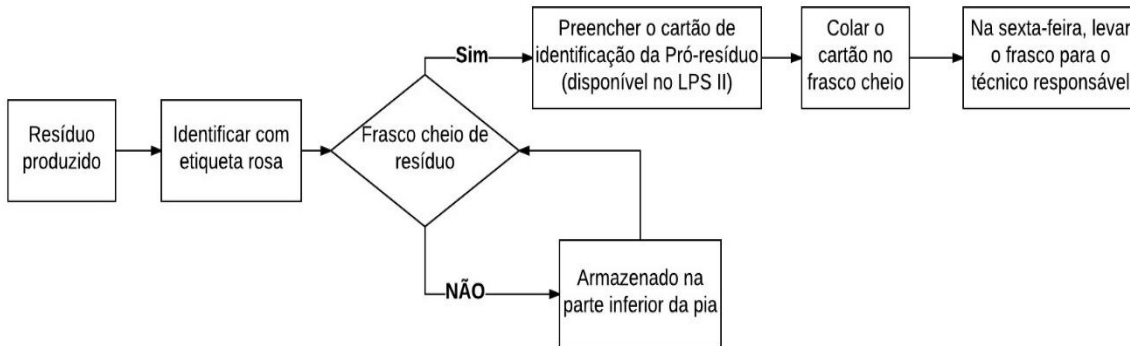 Resíduo
produzido
Identificar com
etiqueta rosa
Frasco cheio de
resíduo
Sim
Preencher o cartão de
identificação da Pró-resíduo
(disponível no LPS II)
Colar o
cartão no
frasco cheio
Na sexta-feira, levar
o frasco para o
técnico responsável
NÃO
Armazenado na
parte inferior da pia